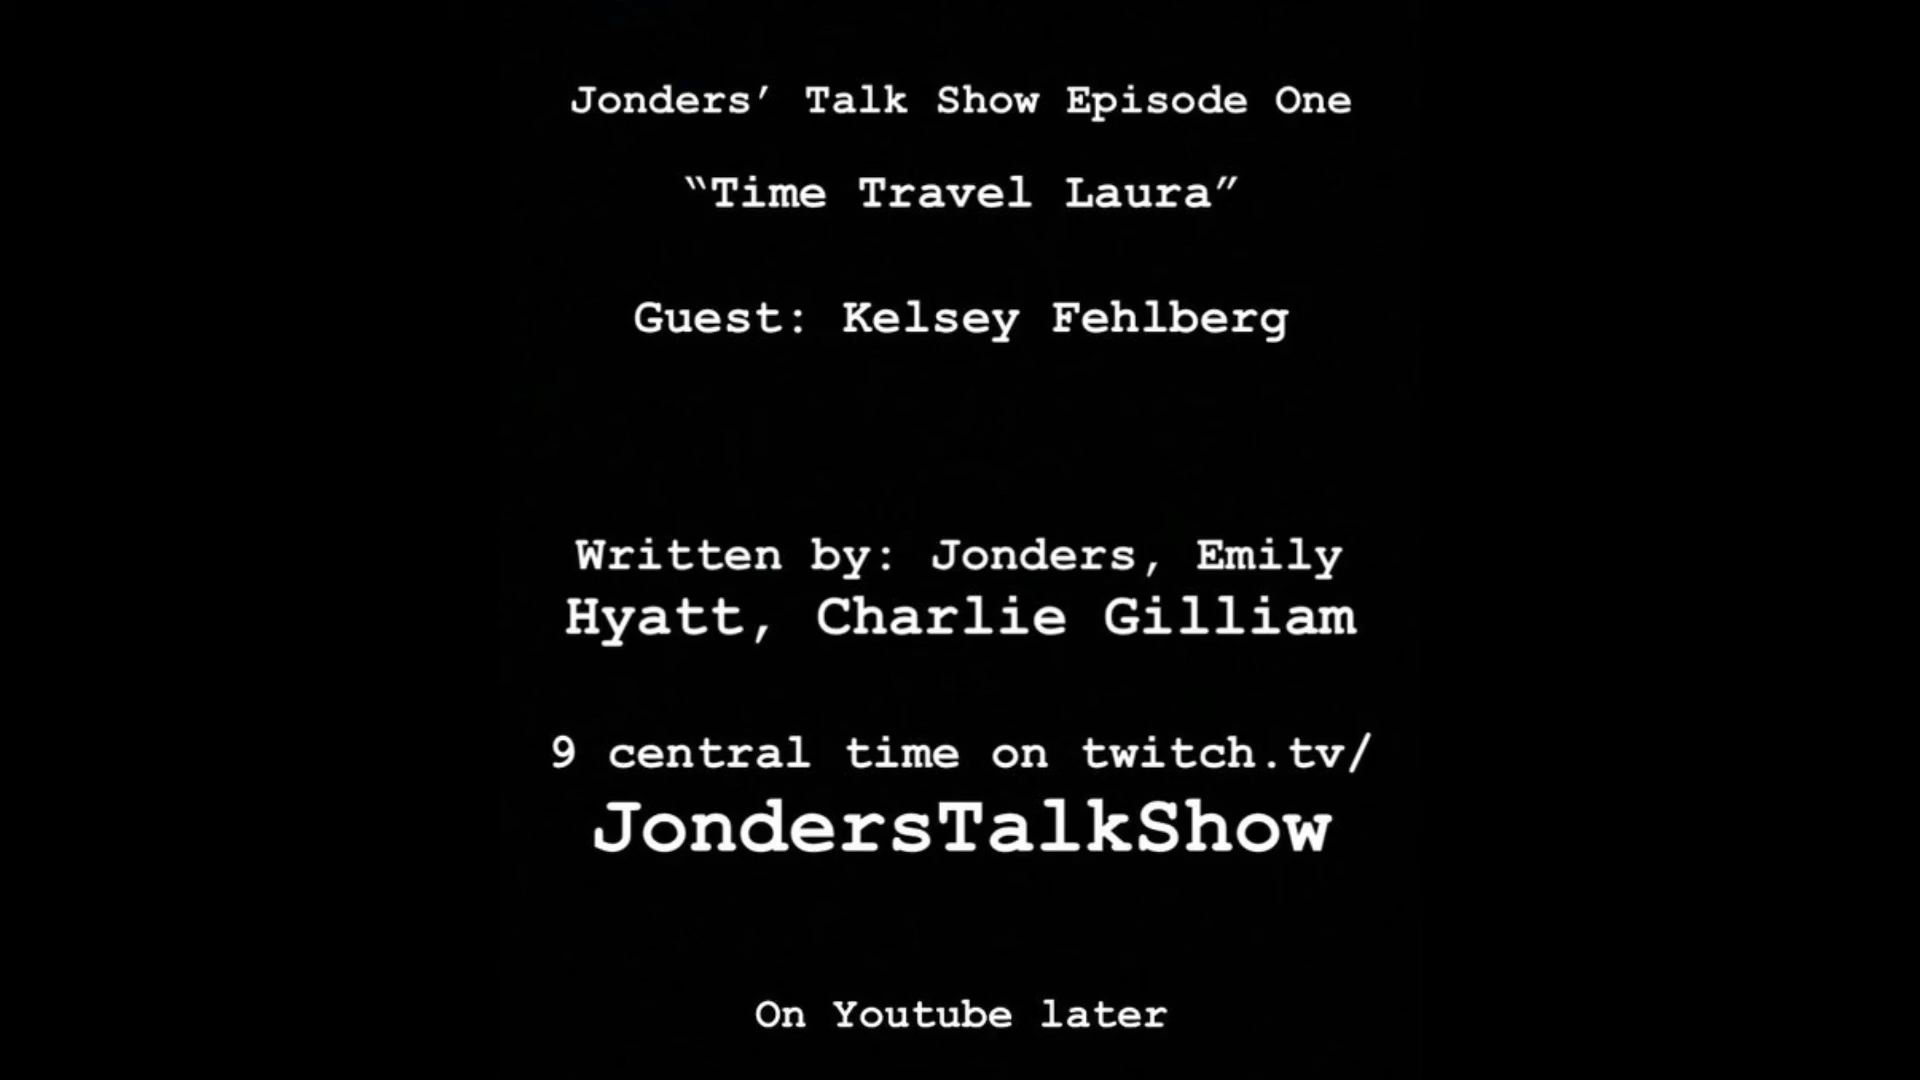 Jonders’ Talk Show Episode One
“Time Travel Laura”
Guest: Kelsey Fehlberg
Written by: Jonders, Emily
Hyatt, Charlie Gilliam
9 central time on twitch.tv/
JondersTalkShow
On Youtube later